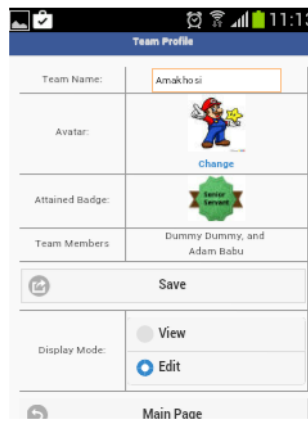 11:13
Team Profile
Team Name:
Amakhosi
Avatar:
Change
Attained Badge:
Senior
Servant
Team Members
Dummy Dummy, and
Adam Babu
Save
Display Mode:
View
Edit
Main Page